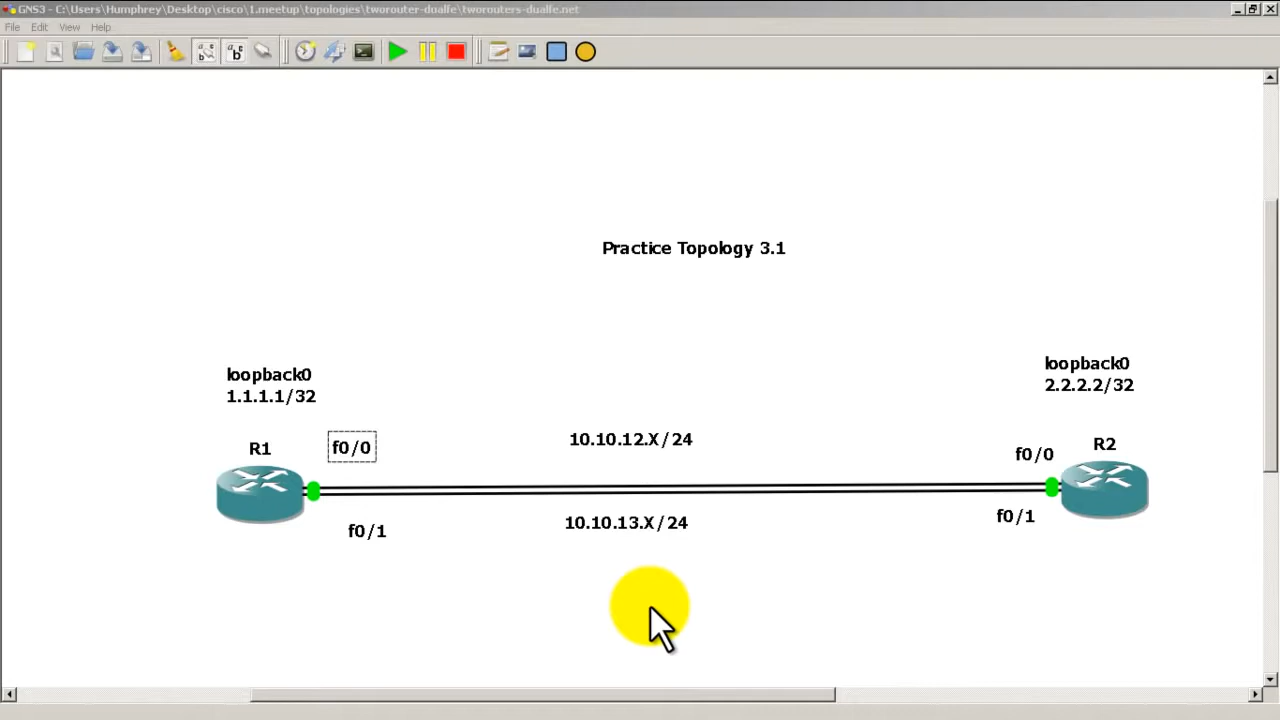 GNS3 - C:\Users\Humphrey\Desktop\cisco\1.meetup\topologies\tworouter-dualfe\tworouters-dualfe.net
File Edit View Help
Practice Topology 3.1
loopback0
1.1.1.1/32
loopback0
2.2.2.2/32
R1
f0/0
10.10.12.X/24
f0/0
R2
f0/1
10.10.13.X/24
f0/1